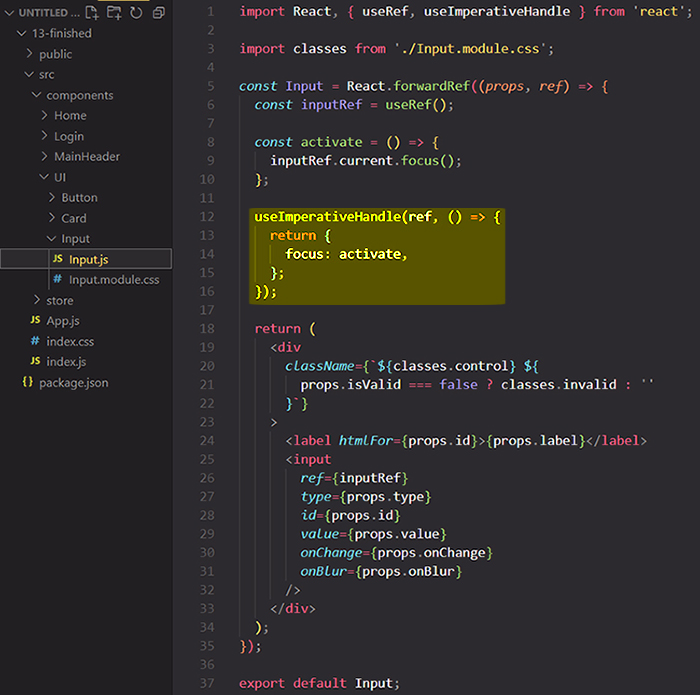 UNTITLED ...
13-finished
public
src
components
Home
Login
MainHeader
UI
Button
Card
Input
JS Input.js
# Input.module.css
store
JS App.js
# index.css
JS index.js
{} package.json
1 import React, { useRef, useImperativeHandle } from 'react';
2
3 import classes from './Input.module.css';
4
5 const Input = React.forwardRef((props, ref) => {
6   const inputRef = useRef();
7
8   const activate = () => {
9     inputRef.current.focus();
10   };
11
12   useImperativeHandle(ref, () => {
13     return {
14       focus: activate,
15     };
16   });
17
18   return (
19     <div
20       className={`${classes.control} ${
21         props.isValid === false ? classes.invalid : ''
22       }`}
23     >
24       <label htmlFor={props.id}>{props.label}</label>
25       <input
26         ref={inputRef}
27         type={props.type}
28         id={props.id}
29         value={props.value}
30         onChange={props.onChange}
31         onBlur={props.onBlur}
32       />
33     </div>
34   );
35 });
36
37 export default Input;